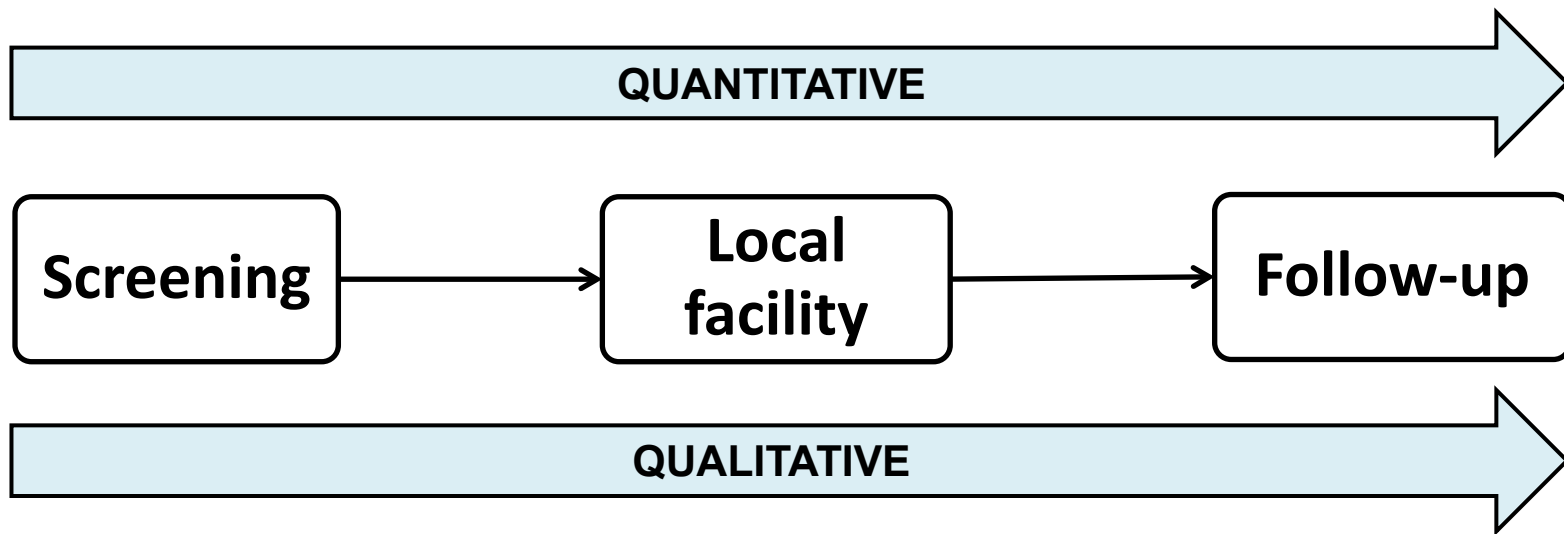 QUANTITATIVE
Screening
Local
facility
Follow-up
QUALITATIVE